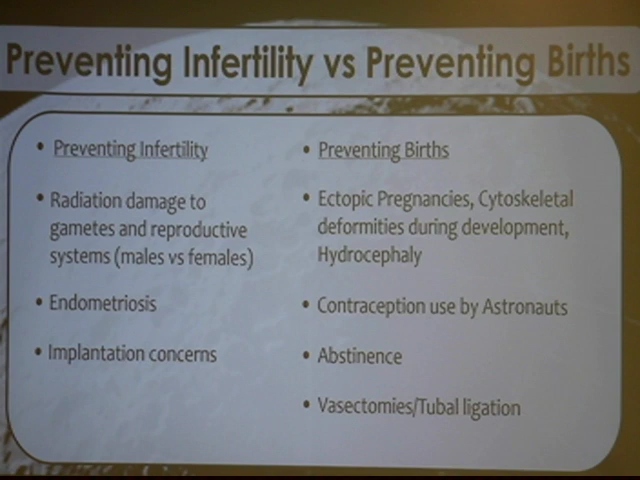 Preventing Infertility vs Preventing Births
• Preventing Infertility
• Radiation damage to
gametes and reproductive
systems (males vs females)
• Endometriosis
• Implantation concerns
• Preventing Births
• Ectopic Pregnancies, Cytoskeletal
deformities during development,
Hydrocephaly
• Contraception use by Astronauts
• Abstinence
• Vasectomies/Tubal ligation